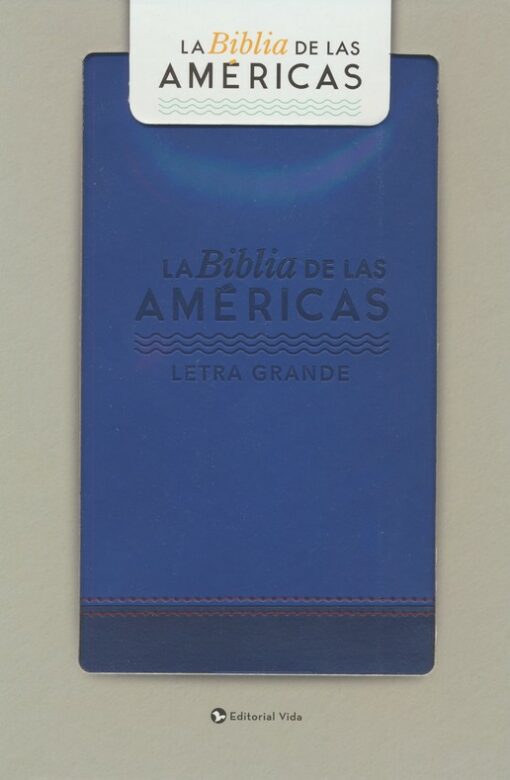 LA Biblia DE LAS
AMÉRICAS
LA Biblia DE LAS
AMÉRICAS
LETRA GRANDE
Editorial Vida